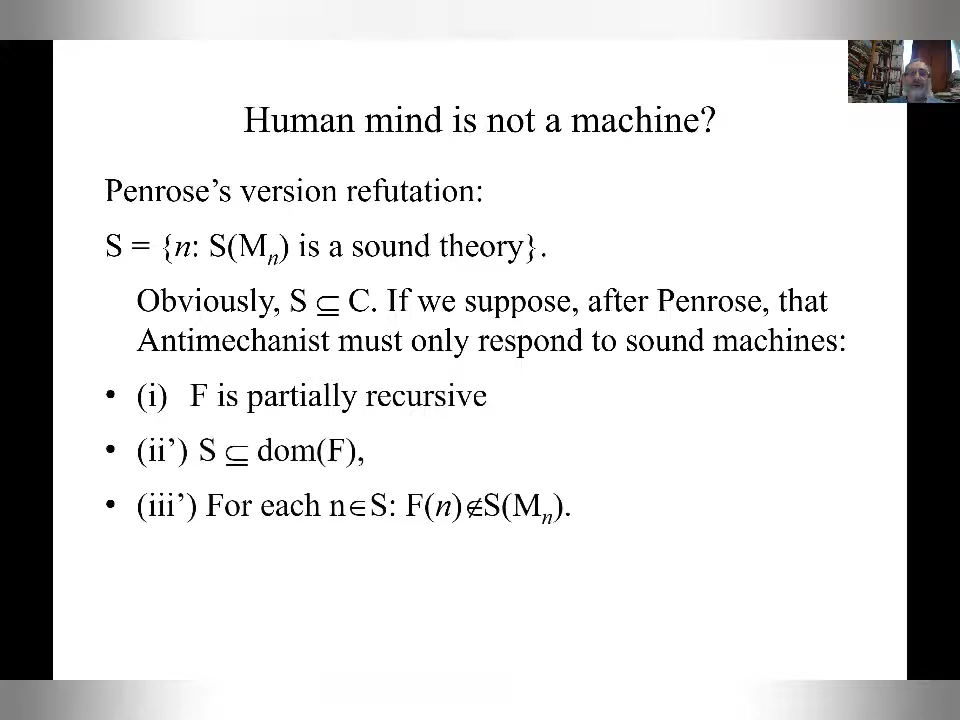 Human mind is not a machine?
Penrose’s version refutation:
S = {n: S(Mn) is a sound theory}.
Obviously, S ⊆ C. If we suppose, after Penrose, that
Antimechanist must only respond to sound machines:
• (i) F is partially recursive
• (ii’) S ⊆ dom(F),
• (iii’) For each n∈S: F(n)∉S(Mn).